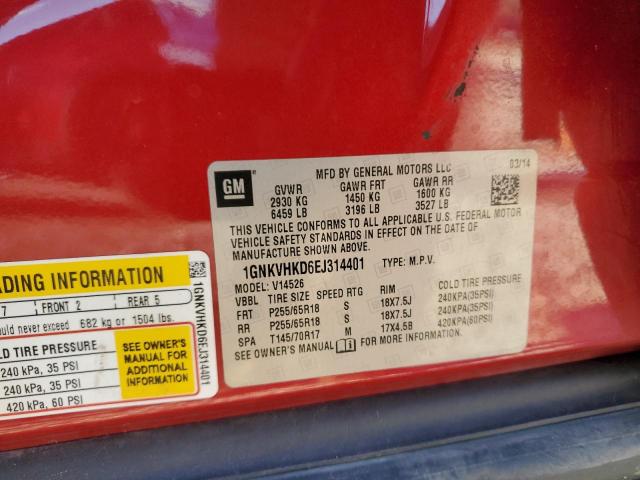 GM
MFD BY GENERAL MOTORS LLC
03/14
GVWR GAWR FRT GAWR RR
2930 KG 1450 KG 1600 KG
6459 LB 3196 LB 3527 LB
THIS VEHICLE CONFORMS TO ALL APPLICABLE U.S. FEDERAL MOTOR
VEHICLE SAFETY STANDARDS IN EFFECT ON THE DATE OF
MANUFACTURE SHOWN ABOVE.
1GNKVHKD6EJ314401 TYPE: M.P.V.
MODEL: V14526
VBBL TIRE SIZE SPEED RTG RIM COLD TIRE PRESSURE
FRT P255/65R18 S 18X7.5J 240KPA(35PSI)
RR P255/65R18 S 18X7.5J 240KPA(35PSI)
SPA T145/70R17 M 17X4.5B 420KPA(60PSI)
SEE OWNER'S MANUAL FOR MORE INFORMATION.
ADING INFORMATION
7 FRONT 2 REAR 5
ould never exceed 682 kg or 1504 lbs.
COLD TIRE PRESSURE
240 kPa, 35 PSI
240 kPa, 35 PSI
420 kPa, 60 PSI
SEE OWNER'S
MANUAL FOR
ADDITIONAL
INFORMATION
1GNKVHKD6EJ314401